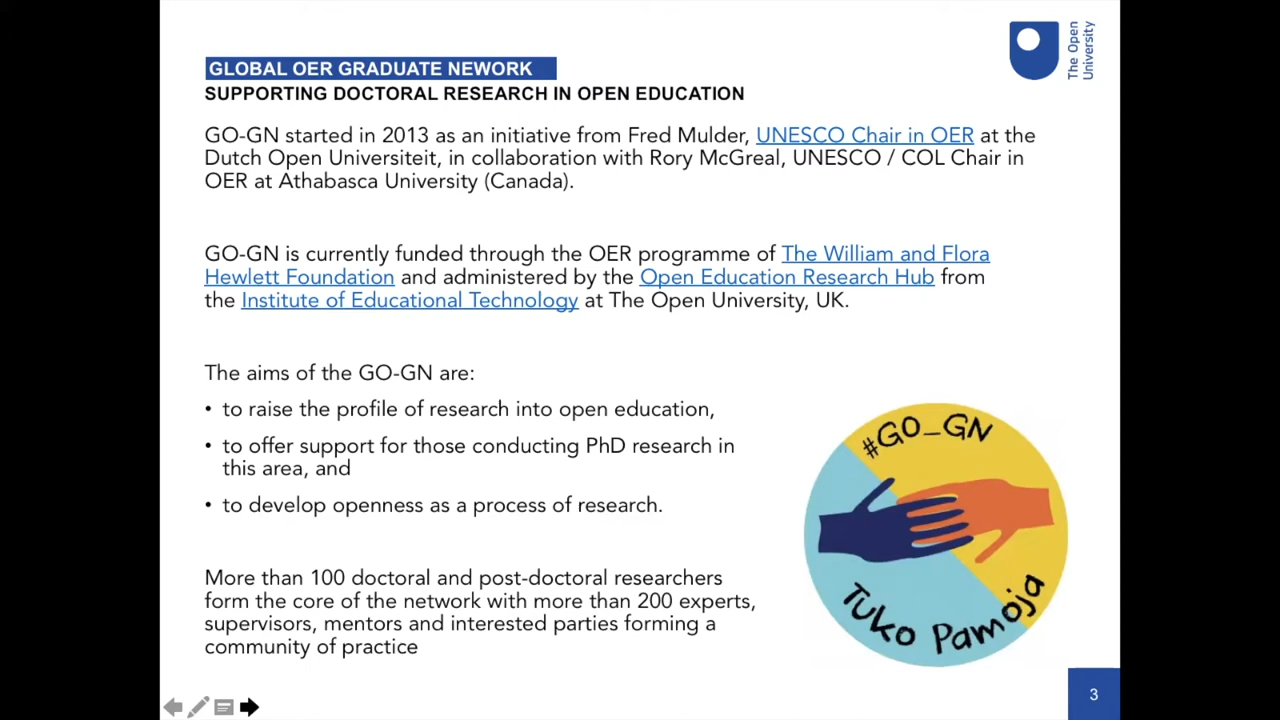 The Open
University
GLOBAL OER GRADUATE NEWORK
SUPPORTING DOCTORAL RESEARCH IN OPEN EDUCATION
GO-GN started in 2013 as an initiative from Fred Mulder, UNESCO Chair in OER at the
Dutch Open Universiteit, in collaboration with Rory McGreal, UNESCO / COL Chair in
OER at Athabasca University (Canada).
GO-GN is currently funded through the OER programme of The William and Flora
Hewlett Foundation and administered by the Open Education Research Hub from
the Institute of Educational Technology at The Open University, UK.
The aims of the GO-GN are:
• to raise the profile of research into open education,
• to offer support for those conducting PhD research in
this area, and
• to develop openness as a process of research.
More than 100 doctoral and post-doctoral researchers
form the core of the network with more than 200 experts,
supervisors, mentors and interested parties forming a
community of practice
#GO_GN
Tuko Pamoja
3